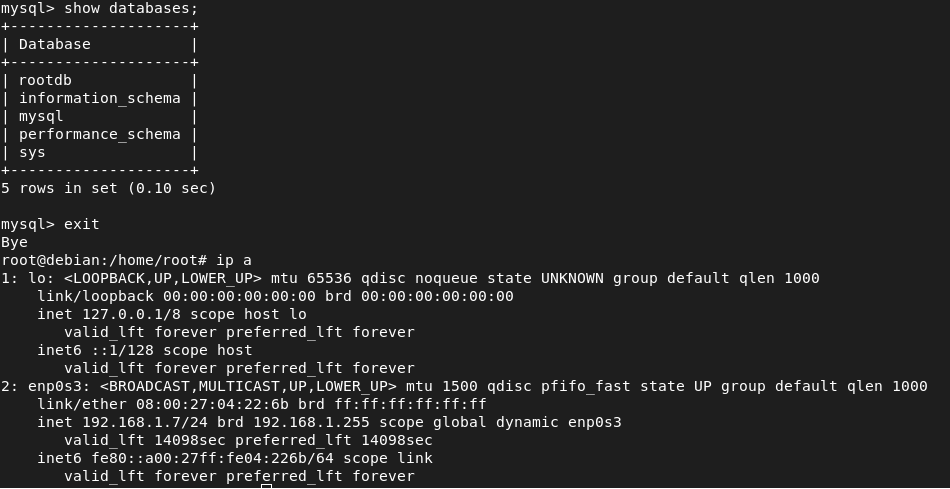 mysql> show databases;
+--------------------+
| Database           |
+--------------------+
| rootdb             |
| information_schema |
| mysql              |
| performance_schema |
| sys                |
+--------------------+
5 rows in set (0.10 sec)

mysql> exit
Bye
root@debian:/home/root# ip a
1: lo: <LOOPBACK,UP,LOWER_UP> mtu 65536 qdisc noqueue state UNKNOWN group default qlen 1000
    link/loopback 00:00:00:00:00:00 brd 00:00:00:00:00:00
    inet 127.0.0.1/8 scope host lo
       valid_lft forever preferred_lft forever
    inet6 ::1/128 scope host
       valid_lft forever preferred_lft forever
2: enp0s3: <BROADCAST,MULTICAST,UP,LOWER_UP> mtu 1500 qdisc pfifo_fast state UP group default qlen 1000
    link/ether 08:00:27:04:22:6b brd ff:ff:ff:ff:ff:ff
    inet 192.168.1.7/24 brd 192.168.1.255 scope global dynamic enp0s3
       valid_lft 14098sec preferred_lft 14098sec
    inet6 fe80::a00:27ff:fe04:226b/64 scope link
       valid_lft forever preferred_lft forever